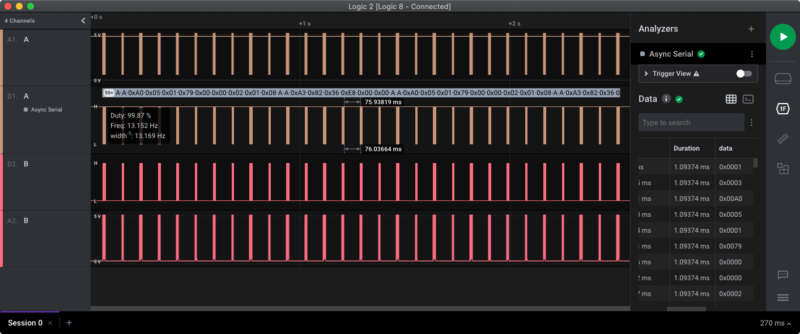 Logic 2 [Logic 8 - Connected]
4 Channels
+0 s
+1 s
+2 s
A1. A
5 V
0 V
D1. A
Async Serial
99+ A·A·0xA0·0x05·0x01·0x79·0x00·0x00·0x02·0x01·0x08·A·A·0xA3·0x82·0x36·0xE8·0x00·0x00·A·A·0xA0·0x05·0x01·0x79·0x00·0x00·0x02·0x01·0x08·A·A·0xA3·0x82·0x36·0
75.93819 ms
H
L
Duty: 99.87 %
Freq: 13.152 Hz
width⁻¹: 13.169 Hz
76.03664 ms
D2. B
H
L
A2. B
5 V
0 V
Analyzers
Async Serial
Trigger View
Data
Type to search
Duration data
ms 1.09374 ms 0x0001
ms 1.09374 ms 0x0003
ms 1.09374 ms 0x00A0
ms 1.09374 ms 0x0005
ms 1.09374 ms 0x0001
ms 1.09374 ms 0x0079
ms 1.09374 ms 0x0000
ms 1.09374 ms 0x0000
ms 1.09374 ms 0x0002
1F
Session 0
270 ms